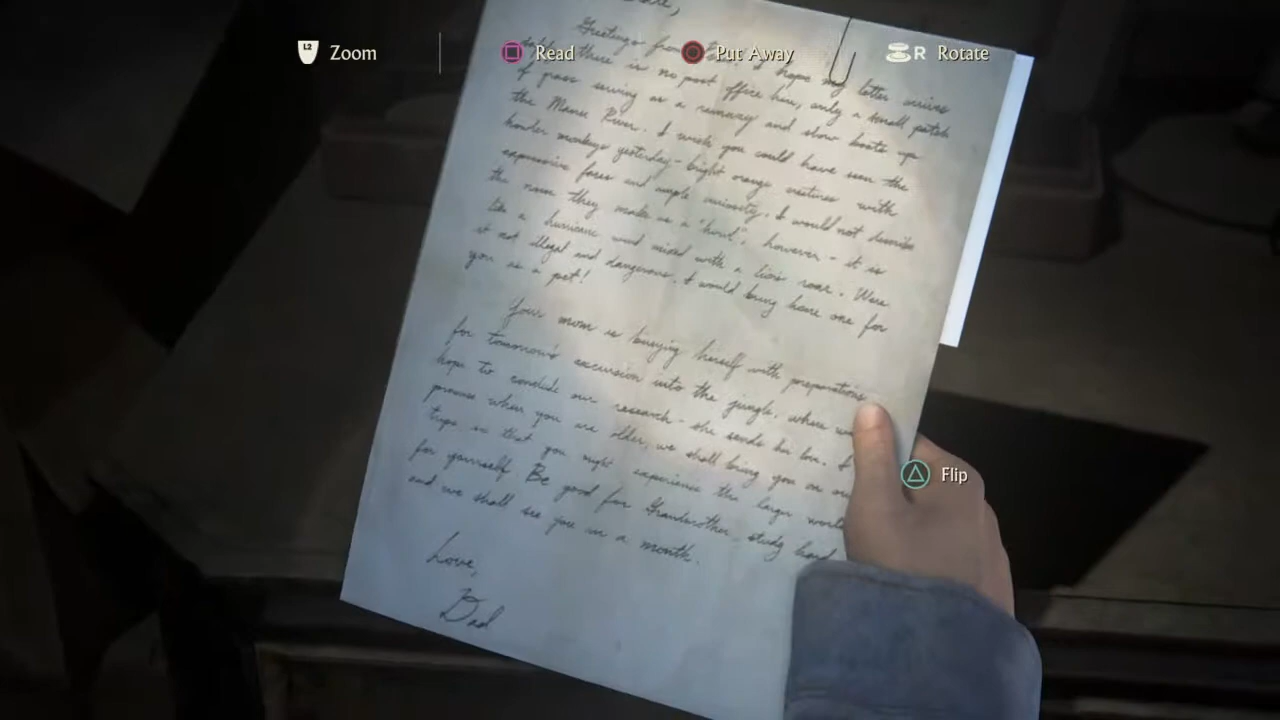 L2 Zoom
Read
Put Away
R Rotate
Greetings from I hope my letter arrives
there is no post office here, only a small patch
of grass serving as a runway and slow boats up
the Manu River. I wish you could have seen the
howler monkeys yesterday - bright orange creatures with
expressive faces and ample curiosity. I would not describe
the noise they make as a "howl", however - it is
like a hurricane wind mixed with a lion's roar. Were
it not illegal and dangerous, I would bring home one for
you as a pet!
Your mom is busying herself with preparations
for tomorrow's excursion into the jungle, where
hope to conclude our research - she sends her love. I
promise when you are older, we shall bring you on
trips so that you might experience the larger world
for yourself. Be good for Grandmother, study hard
and we shall see you in a month.
Love,
Dad
Flip